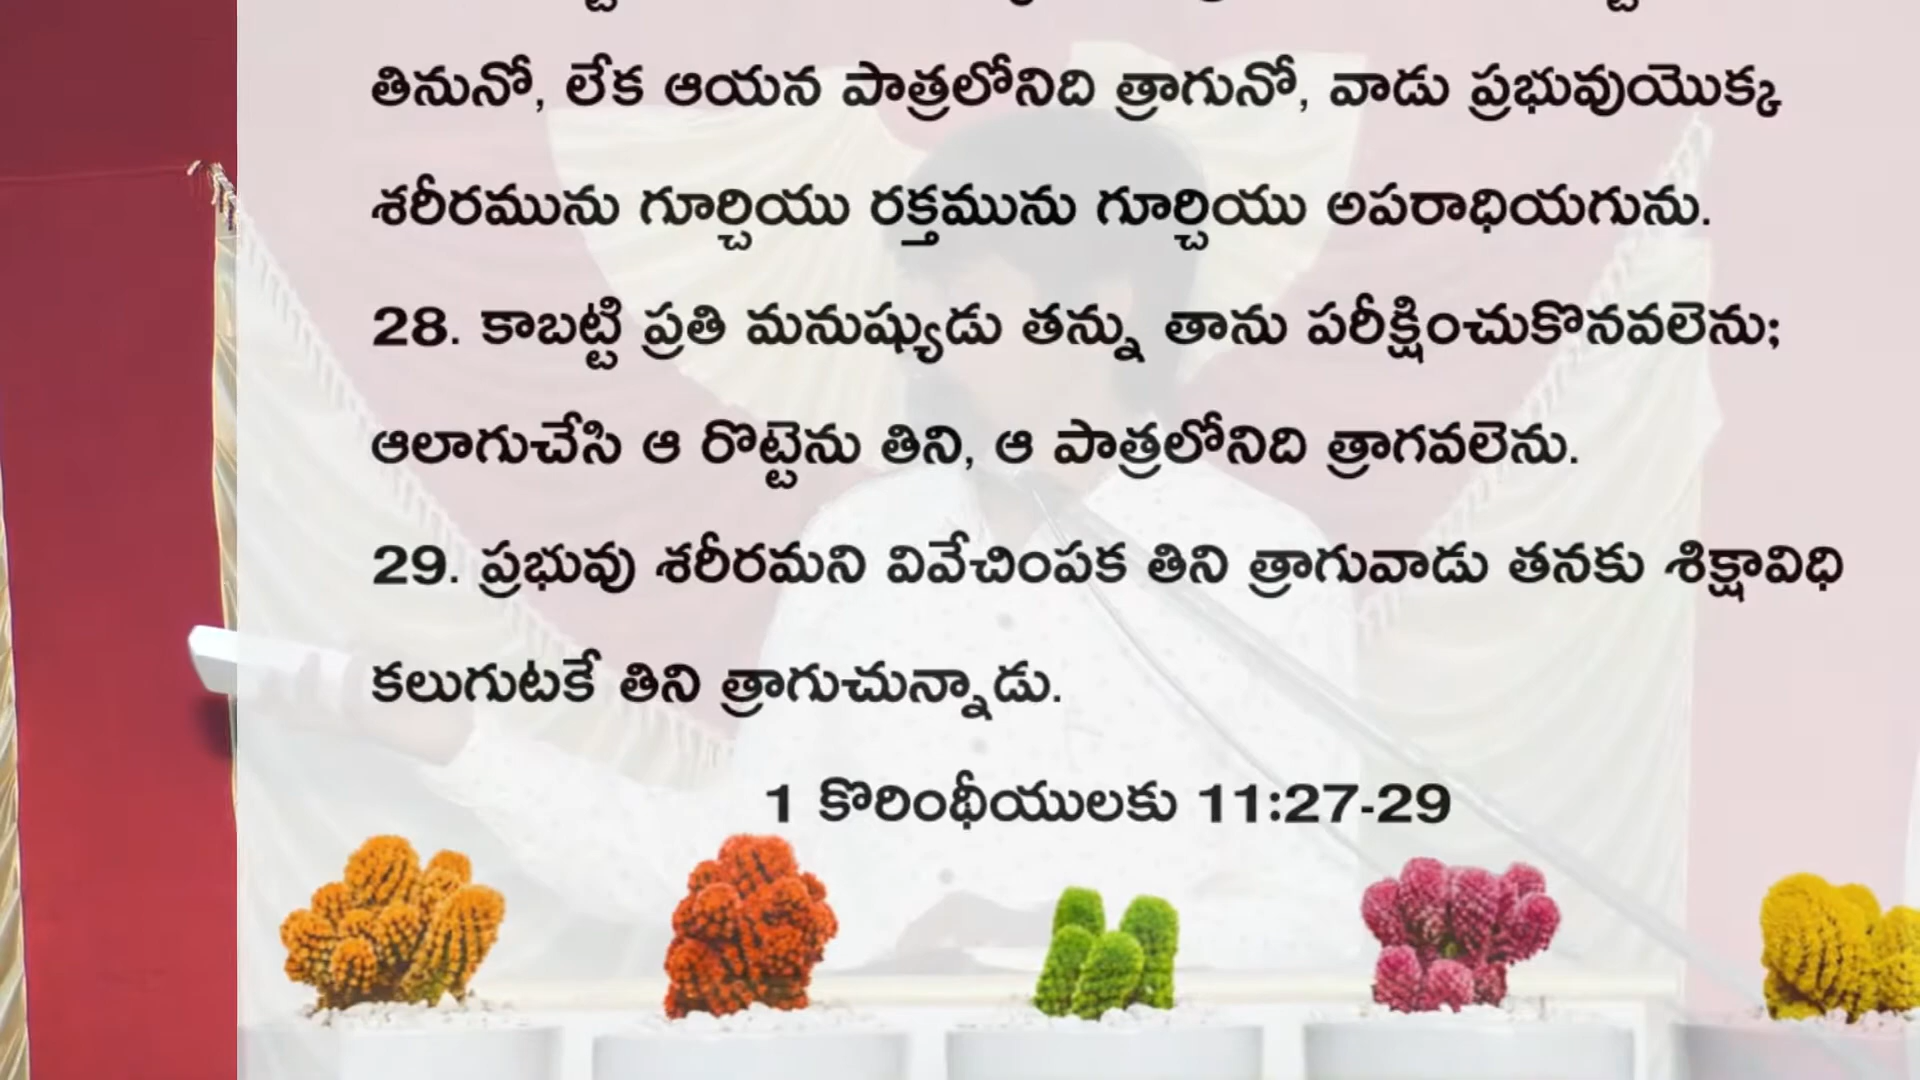 తినునో, లేక ఆయన పాత్రలోనిది త్రాగునో, వాడు ప్రభువుయొక్క
శరీరమును గూర్చియు రక్తమును గూర్చియు అపరాధియగును.
28. కాబట్టి ప్రతి మనుష్యుడు తన్ను తాను పరీక్షించుకొనవలెను;
ఆలాగుచేసి ఆ రొట్టెను తిని, ఆ పాత్రలోనిది త్రాగవలెను.
29. ప్రభువు శరీరమని వివేచింపక తిని త్రాగువాడు తనకు శిక్షావిధి
కలుగుటకే తిని త్రాగుచున్నాడు.
1 కొరింథీయులకు 11:27-29